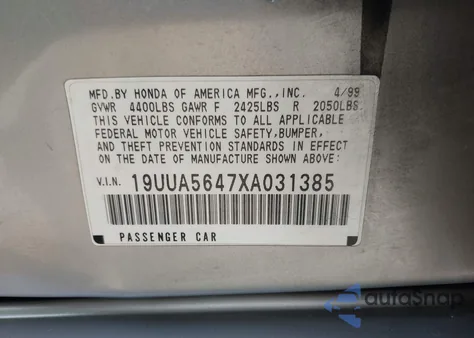 MFD.BY HONDA OF AMERICA MFG.,INC. 4/99
GVWR 4400LBS GAWR F 2425LBS R 2050LBS.
THIS VEHICLE CONFORMS TO ALL APPLICABLE
FEDERAL MOTOR VEHICLE SAFETY,BUMPER,
AND THEFT PREVENTION STANDARDS IN EFFECT ON
THE DATE OF MANUFACTURE SHOWN ABOVE.
V.I.N. 19UUA5647XA031385
PASSENGER CAR
autoSnap